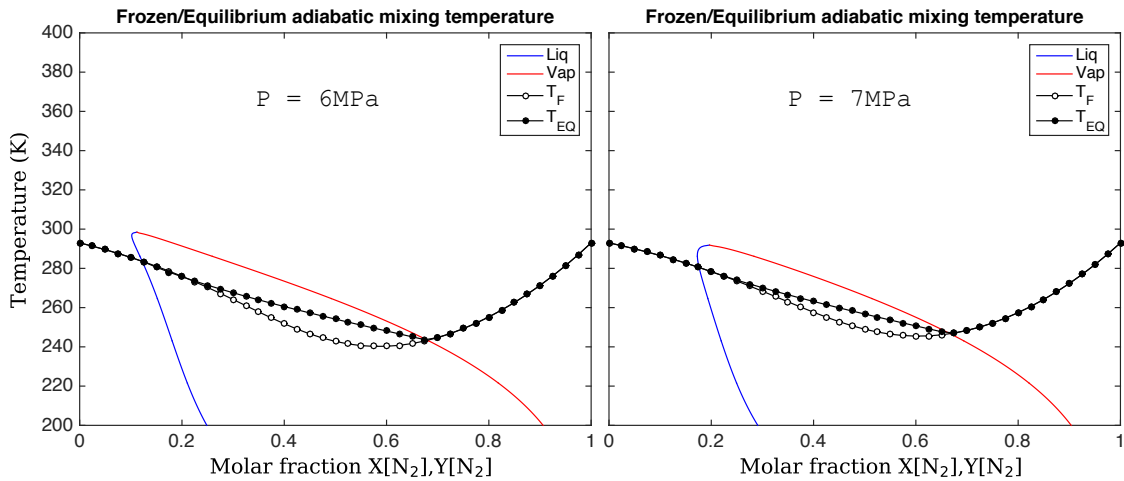 Frozen/Equilibrium adiabatic mixing temperature
Frozen/Equilibrium adiabatic mixing temperature
Temperature (K)
400
380
360
340
320
300
280
260
240
220
200
P = 6MPa
Liq
Vap
T_F
T_EQ
0 0.2 0.4 0.6 0.8 1
Molar fraction X[N₂],Y[N₂]
P = 7MPa
Liq
Vap
T_F
T_EQ
0 0.2 0.4 0.6 0.8 1
Molar fraction X[N₂],Y[N₂]